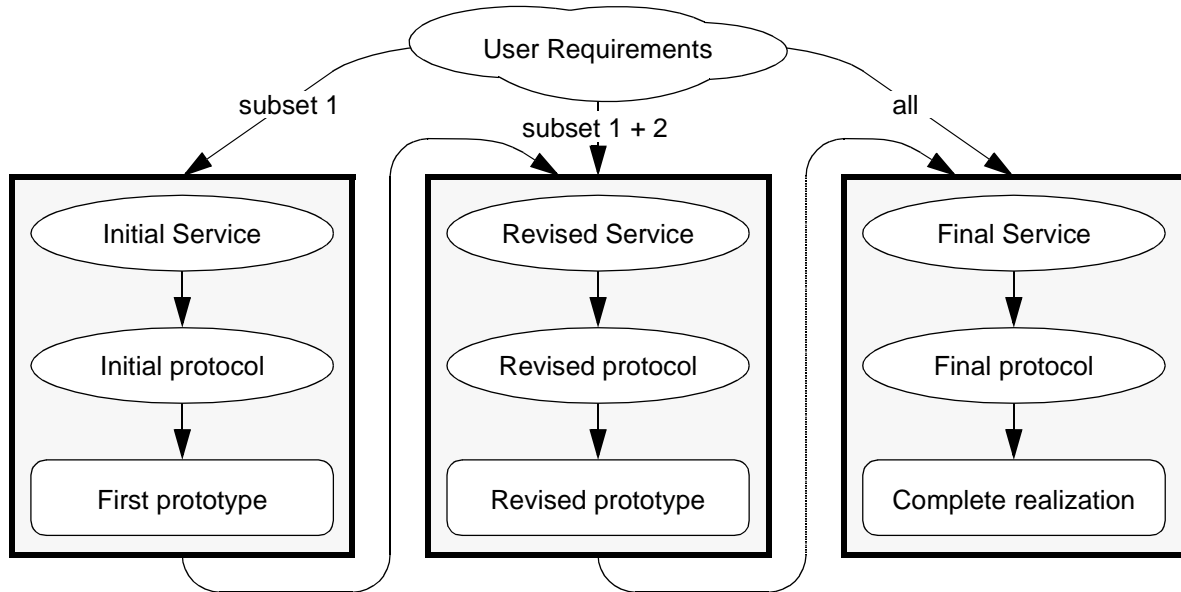 User Requirements
subset 1
subset 1 + 2
all
Initial Service
Initial protocol
First prototype
Revised Service
Revised protocol
Revised prototype
Final Service
Final protocol
Complete realization